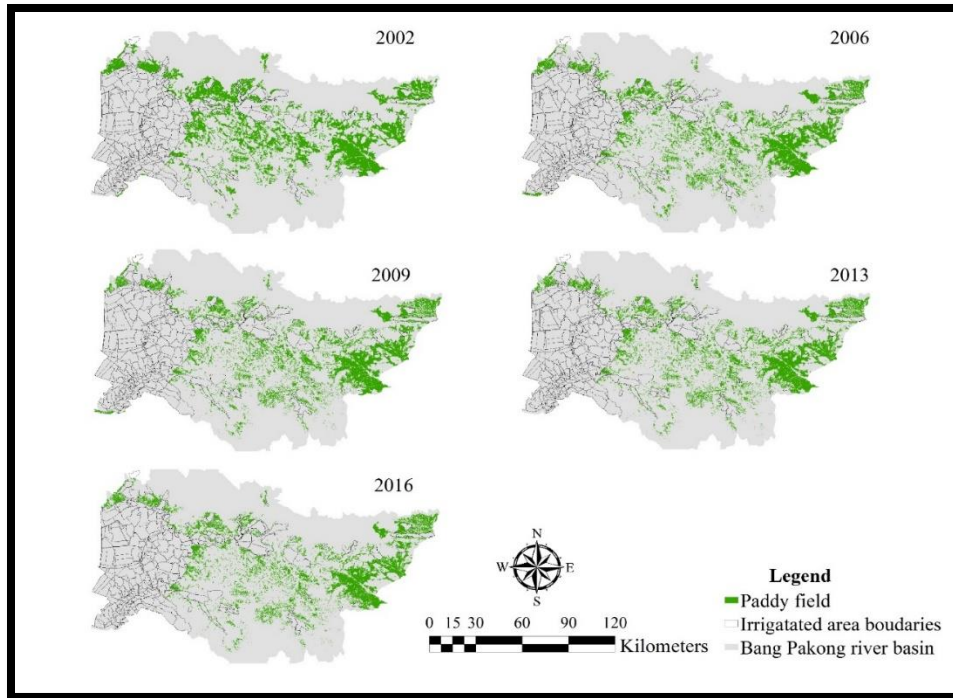 2002
2006
2009
2013
2016
N
W E
S
0 15 30 60 90 120
Kilometers
Legend
Paddy field
Irrigatated area boudaries
Bang Pakong river basin